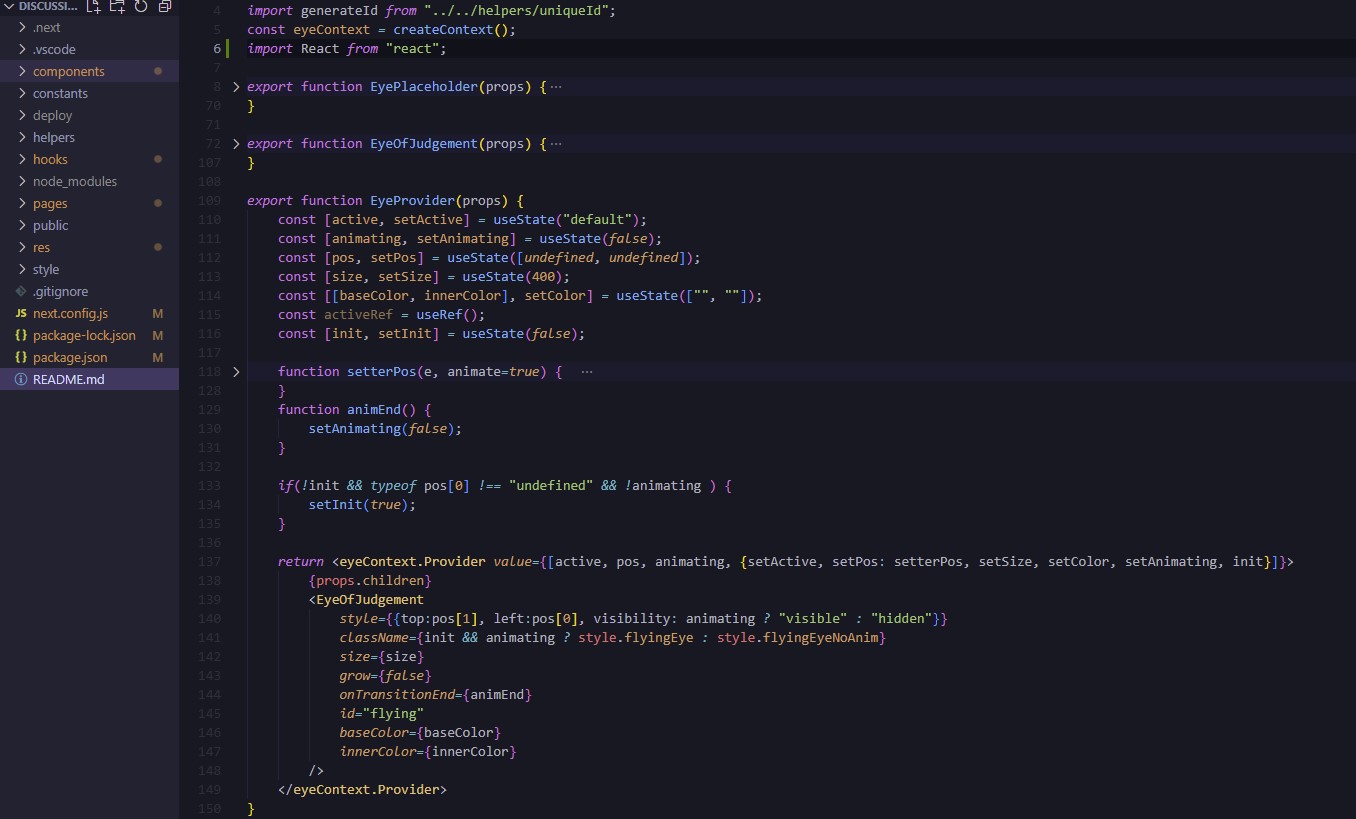 DISCUSSI...
.next
.vscode
components
constants
deploy
helpers
hooks
node_modules
pages
public
res
style
.gitignore
JS next.config.js M
{} package-lock.json M
{} package.json M
README.md
4 import generateId from "../../helpers/uniqueId";
5 const eyeContext = createContext();
6 import React from "react";
7
8 export function EyePlaceholder(props) { ···
70 }
71
72 export function EyeOfJudgement(props) { ···
107 }
108
109 export function EyeProvider(props) {
110 const [active, setActive] = useState("default");
111 const [animating, setAnimating] = useState(false);
112 const [pos, setPos] = useState([undefined, undefined]);
113 const [size, setSize] = useState(400);
114 const [[baseColor, innerColor], setColor] = useState(["", ""]);
115 const activeRef = useRef();
116 const [init, setInit] = useState(false);
117
118 function setterPos(e, animate=true) { ···
128 }
129 function animEnd() {
130 setAnimating(false);
131 }
132
133 if(!init && typeof pos[0] !== "undefined" && !animating ) {
134 setInit(true);
135 }
136
137 return <eyeContext.Provider value={[active, pos, animating, {setActive, setPos: setterPos, setSize, setColor, setAnimating, init}]}>
138 {props.children}
139 <EyeOfJudgement
140 style={{top:pos[1], left:pos[0], visibility: animating ? "visible" : "hidden"}}
141 className={init && animating ? style.flyingEye : style.flyingEyeNoAnim}
142 size={size}
143 grow={false}
144 onTransitionEnd={animEnd}
145 id="flying"
146 baseColor={baseColor}
147 innerColor={innerColor}
148 />
149 </eyeContext.Provider>
150 }